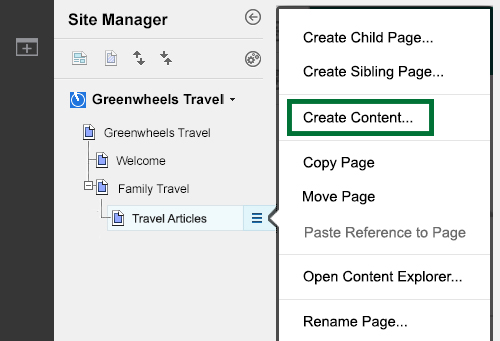 Site Manager
Greenwheels Travel
Greenwheels Travel
Welcome
Family Travel
Travel Articles
Create Child Page...
Create Sibling Page...
Create Content...
Copy Page
Move Page
Paste Reference to Page
Open Content Explorer...
Rename Page...